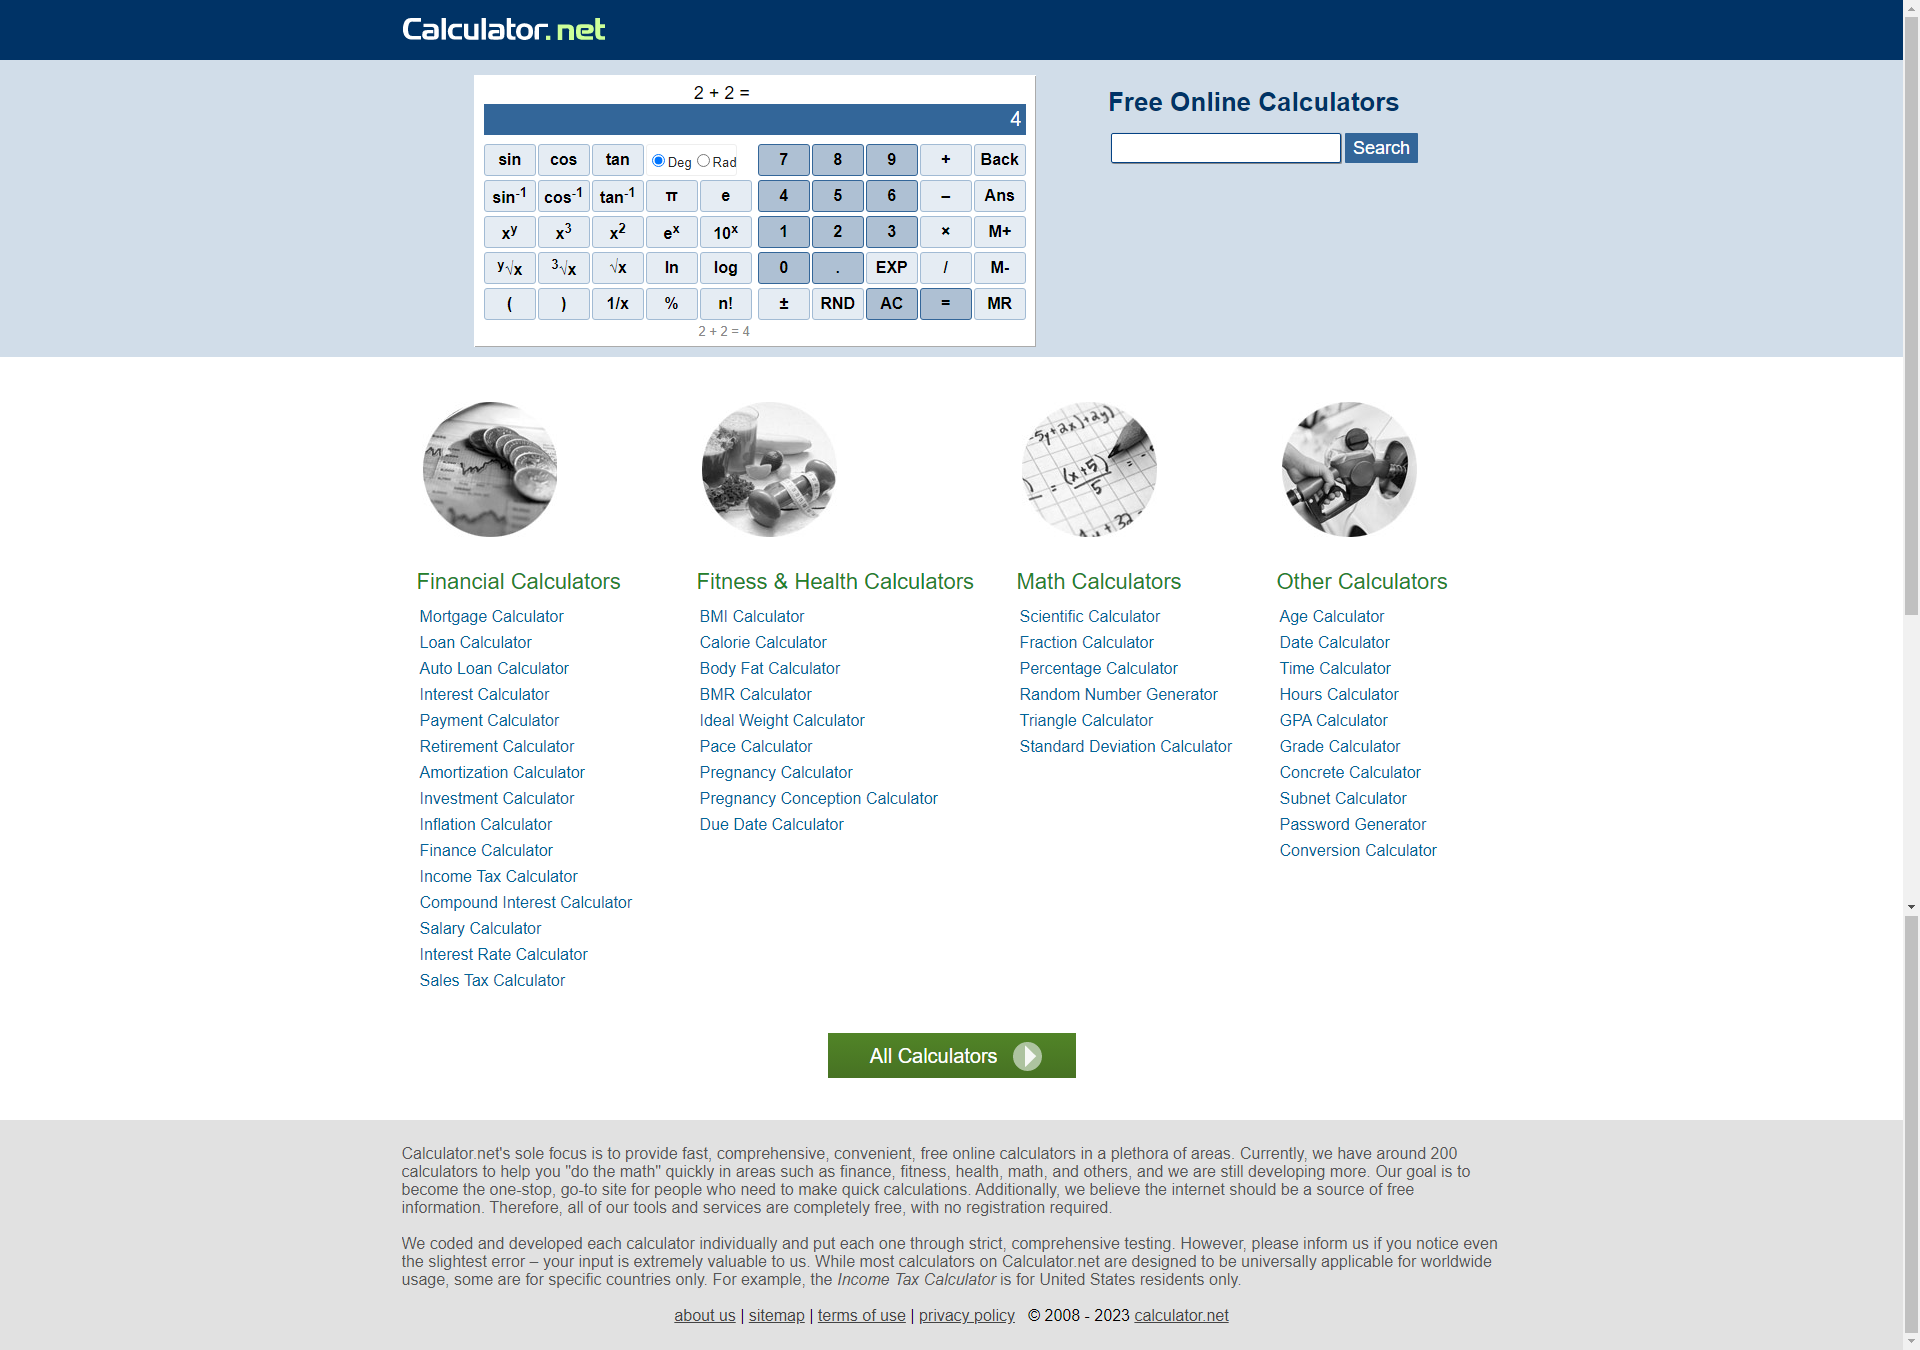 Calculator.net
2 + 2 =
4
sin cos tan Deg Rad 7 8 9 + Back
sin-1 cos-1 tan-1 π e 4 5 6 – Ans
xy x3 x2 ex 10x 1 2 3 × M+
y√x 3√x √x ln log 0 . EXP / M-
( ) 1/x % n! ± RND AC = MR
2 + 2 = 4
Free Online Calculators
Search
Financial Calculators
Mortgage Calculator
Loan Calculator
Auto Loan Calculator
Interest Calculator
Payment Calculator
Retirement Calculator
Amortization Calculator
Investment Calculator
Inflation Calculator
Finance Calculator
Income Tax Calculator
Compound Interest Calculator
Salary Calculator
Interest Rate Calculator
Sales Tax Calculator
Fitness & Health Calculators
BMI Calculator
Calorie Calculator
Body Fat Calculator
BMR Calculator
Ideal Weight Calculator
Pace Calculator
Pregnancy Calculator
Pregnancy Conception Calculator
Due Date Calculator
Math Calculators
Scientific Calculator
Fraction Calculator
Percentage Calculator
Random Number Generator
Triangle Calculator
Standard Deviation Calculator
Other Calculators
Age Calculator
Date Calculator
Time Calculator
Hours Calculator
GPA Calculator
Grade Calculator
Concrete Calculator
Subnet Calculator
Password Generator
Conversion Calculator
All Calculators
Calculator.net's sole focus is to provide fast, comprehensive, convenient, free online calculators in a plethora of areas. Currently, we have around 200
calculators to help you "do the math" quickly in areas such as finance, fitness, health, math, and others, and we are still developing more. Our goal is to
become the one-stop, go-to site for people who need to make quick calculations. Additionally, we believe the internet should be a source of free
information. Therefore, all of our tools and services are completely free, with no registration required.
We coded and developed each calculator individually and put each one through strict, comprehensive testing. However, please inform us if you notice even
the slightest error – your input is extremely valuable to us. While most calculators on Calculator.net are designed to be universally applicable for worldwide
usage, some are for specific countries only. For example, the Income Tax Calculator is for United States residents only.
about us | sitemap | terms of use | privacy policy © 2008 - 2023 calculator.net